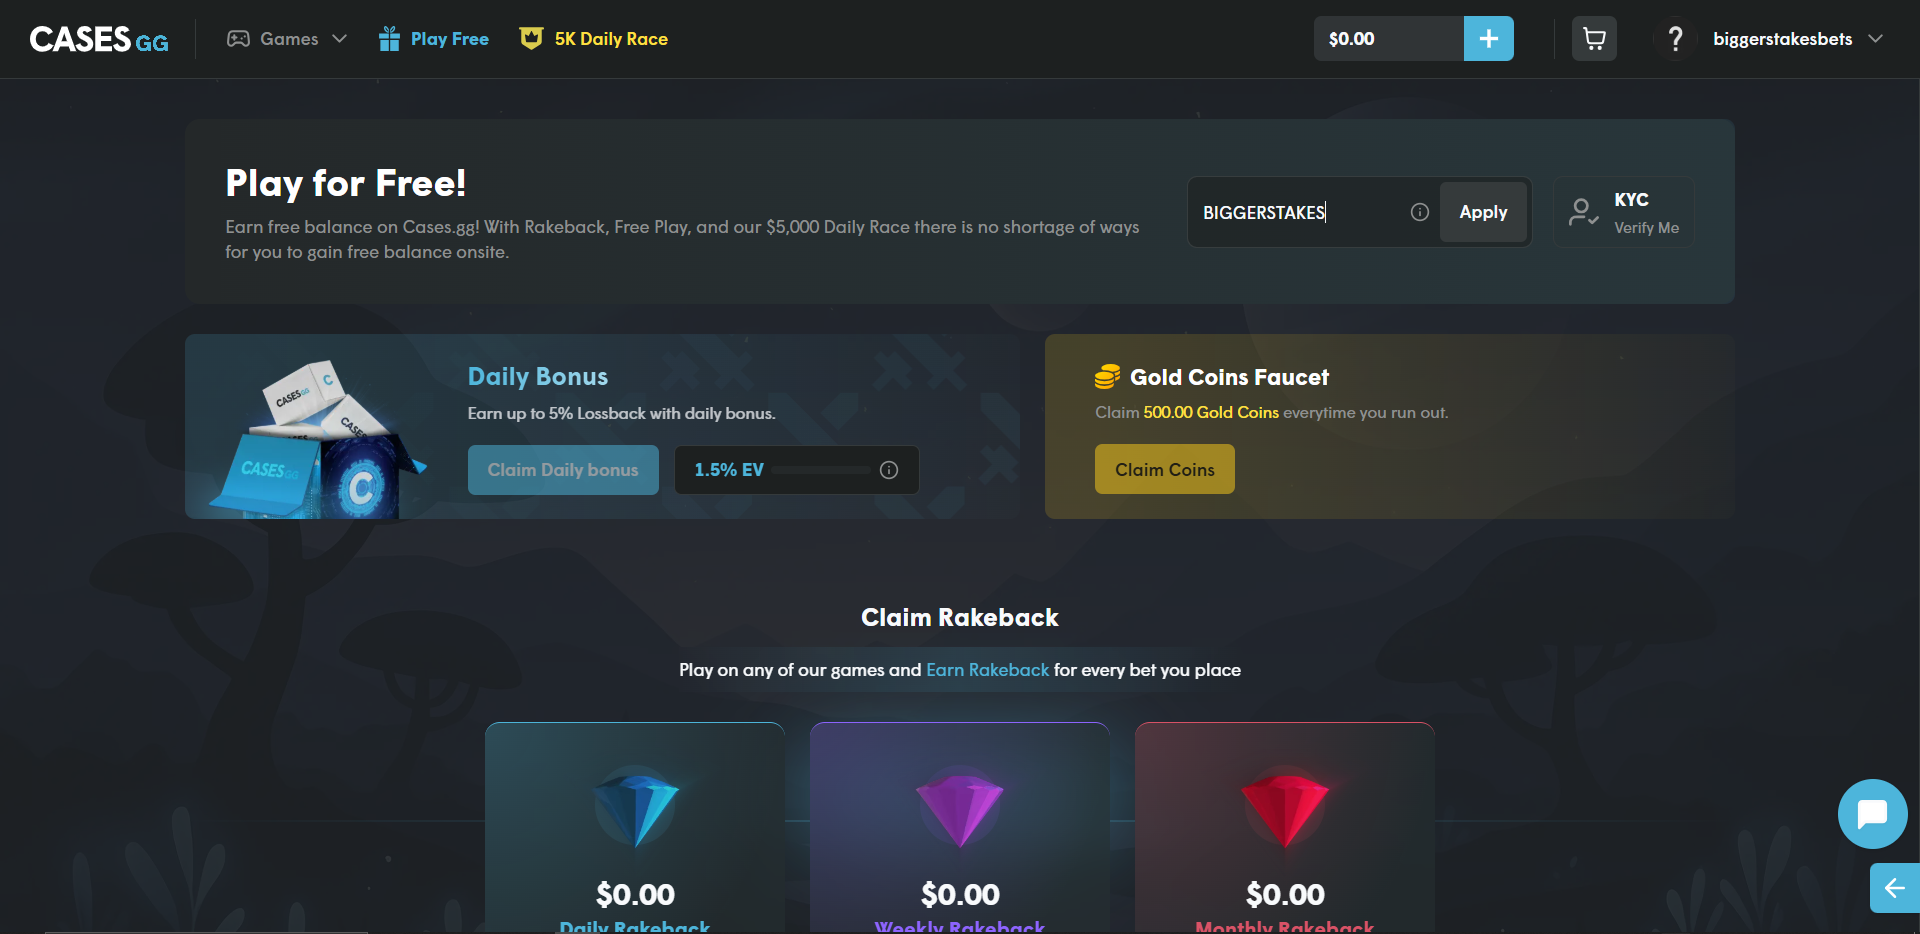 CASES GG
Games
Play Free
5K Daily Race
$0.00
+
?
biggerstakesbets
Play for Free!
Earn free balance on Cases.gg! With Rakeback, Free Play, and our $5,000 Daily Race there is no shortage of ways
for you to gain free balance onsite.
BIGGERSTAKES
Apply
KYC
Verify Me
CASES GG
C
CASES
CASES GG
C
Daily Bonus
Earn up to 5% Lossback with daily bonus.
Claim Daily bonus
1.5% EV
Gold Coins Faucet
Claim 500.00 Gold Coins everytime you run out.
Claim Coins
Claim Rakeback
Play on any of our games and Earn Rakeback for every bet you place
$0.00
Daily Rakeback
$0.00
Weekly Rakeback
$0.00
Monthly Rakeback